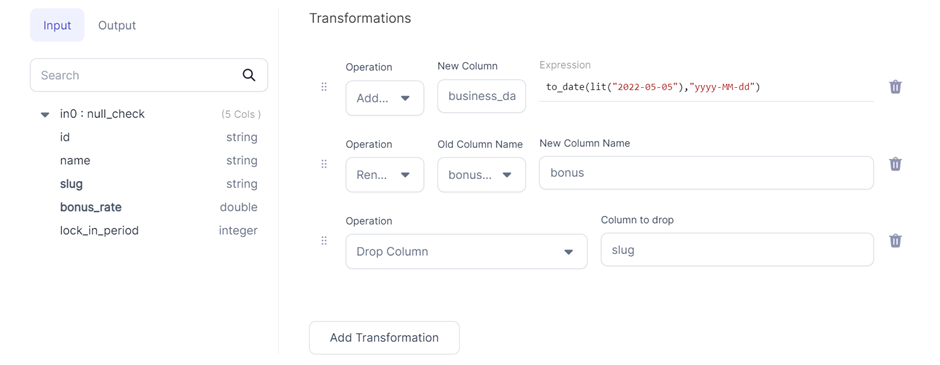 Input Output
Search
in0 : null_check (5 Cols )
id string
name string
slug string
bonus_rate double
lock_in_period integer
Transformations
Operation New Column Expression
Add... business_da to_date(lit("2022-05-05"),"yyyy-MM-dd")
Operation Old Column Name New Column Name
Ren... bonus... bonus
Operation Column to drop
Drop Column slug
Add Transformation